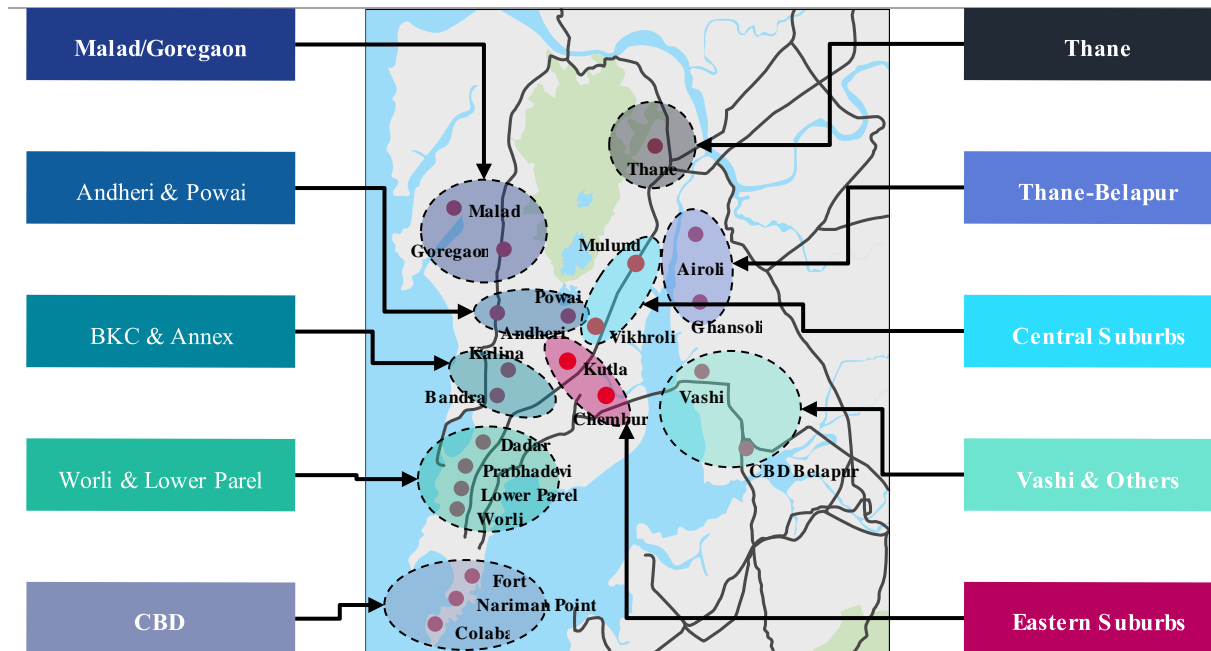 Malad/Goregaon
Thane
Andheri & Powai
Thane-Belapur
BKC & Annex
Central Suburbs
Worli & Lower Parel
Vashi & Others
CBD
Eastern Suburbs
Thane
Malad
Goregaon
Mulund
Airoli
Powai
Andheri
Ghansoli
Vikhroli
Kalina
Kutla
Bandra
Vashi
Chembur
Dadar
Prabhadevi
CBD Belapur
Lower Parel
Worli
Fort
Nariman Point
Colaba